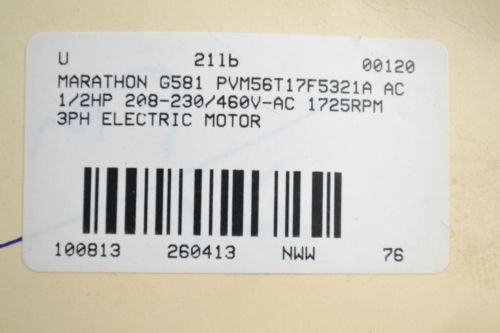 U 21lb 00120
MARATHON G581 PVM56T17F5321A AC
1/2HP 208-230/460V-AC 1725RPM
3PH ELECTRIC MOTOR
100813 260413 NWW 76